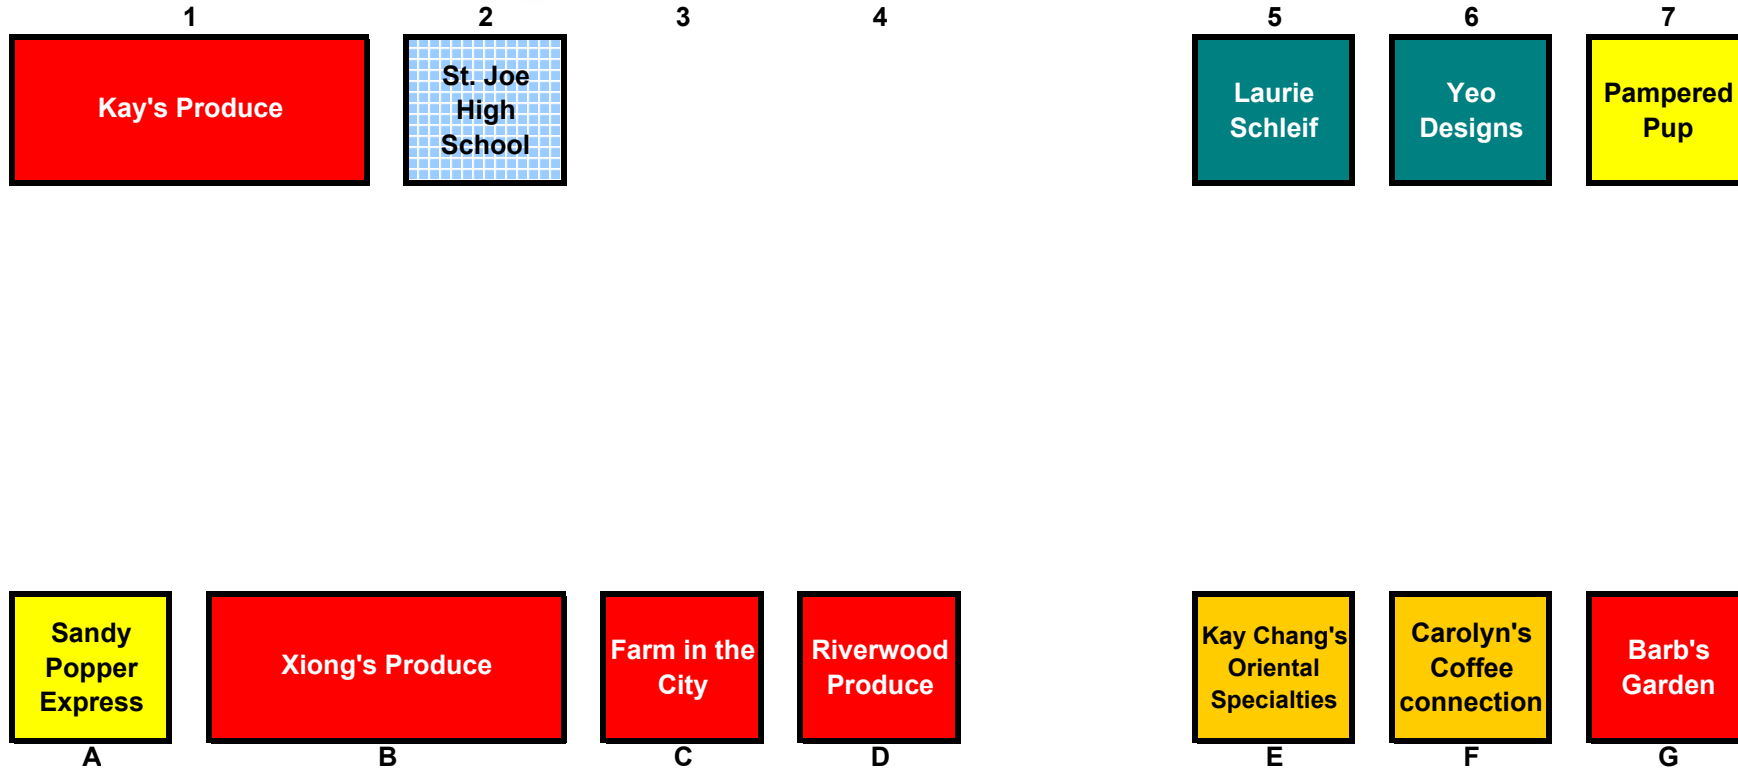 1 2 3 4 5 6 7
Kay's Produce
St. Joe
High
School
Laurie
Schleif
Yeo
Designs
Pampered
Pup
Sandy
Popper
Express
Xiong's Produce
Farm in the
City
Riverwood
Produce
Kay Chang's
Oriental
Specialties
Carolyn's
Coffee
connection
Barb's
Garden
A B C D E F G